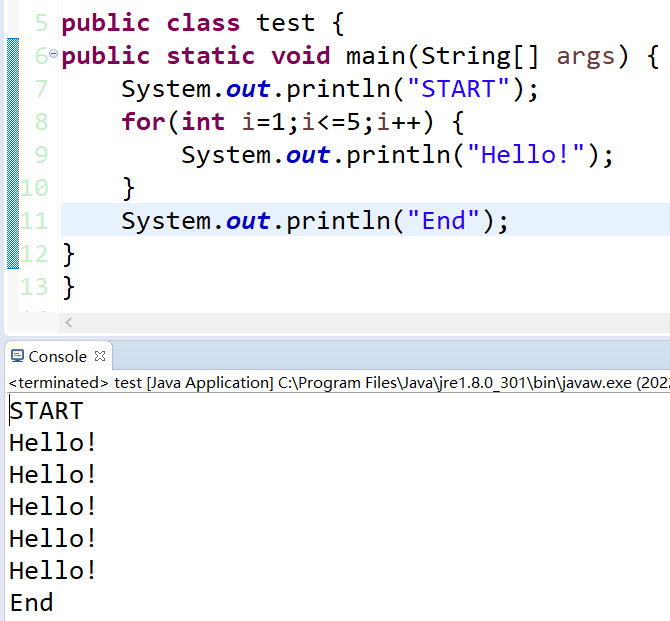 5 public class test {
6 public static void main(String[] args) {
7     System.out.println("START");
8     for(int i=1;i<=5;i++) {
9         System.out.println("Hello!");
10     }
11     System.out.println("End");
12 }
13 }
Console
<terminated> test [Java Application] C:\Program Files\Java\jre1.8.0_301\bin\javaw.exe (202
START
Hello!
Hello!
Hello!
Hello!
Hello!
End